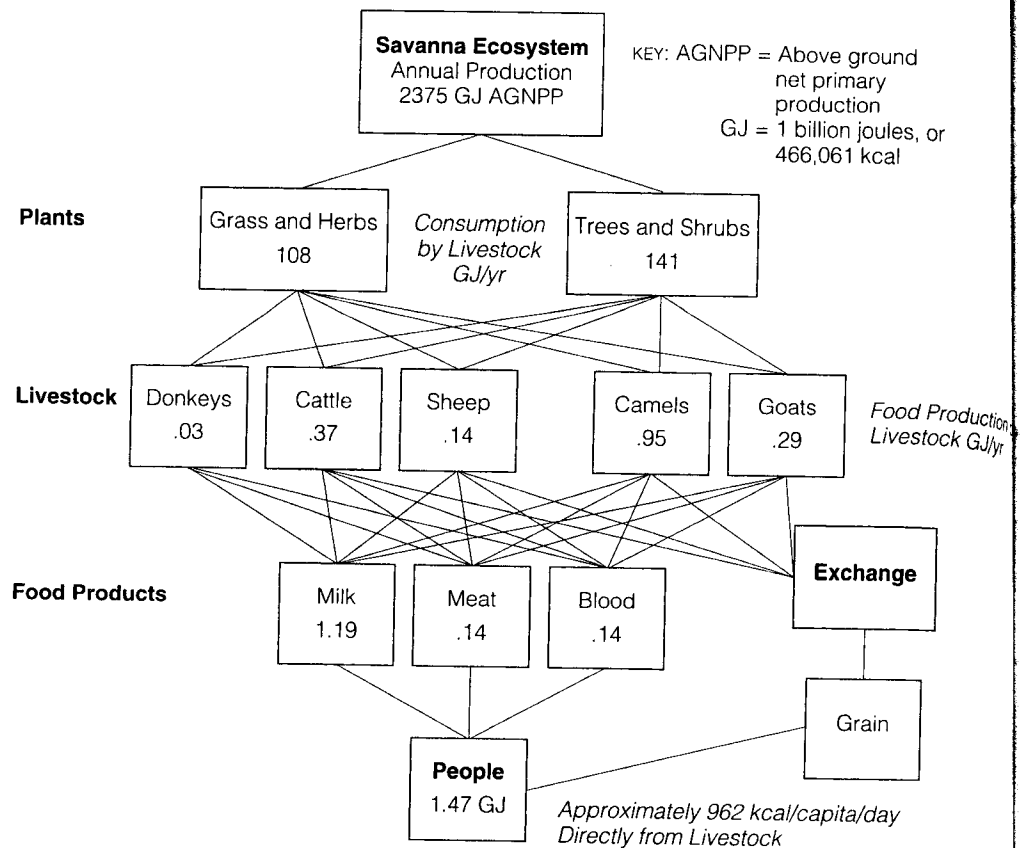 Savanna Ecosystem
Annual Production
2375 GJ AGNPP
KEY: AGNPP = Above ground
net primary
production
GJ = 1 billion joules, or
466,061 kcal
Plants
Grass and Herbs
108
Consumption
by Livestock
GJ/yr
Trees and Shrubs
141
Livestock
Donkeys
.03
Cattle
.37
Sheep
.14
Camels
.95
Goats
.29
Food Production
Livestock GJ/yr
Food Products
Milk
1.19
Meat
.14
Blood
.14
Exchange
Grain
People
1.47 GJ
Approximately 962 kcal/capita/day
Directly from Livestock